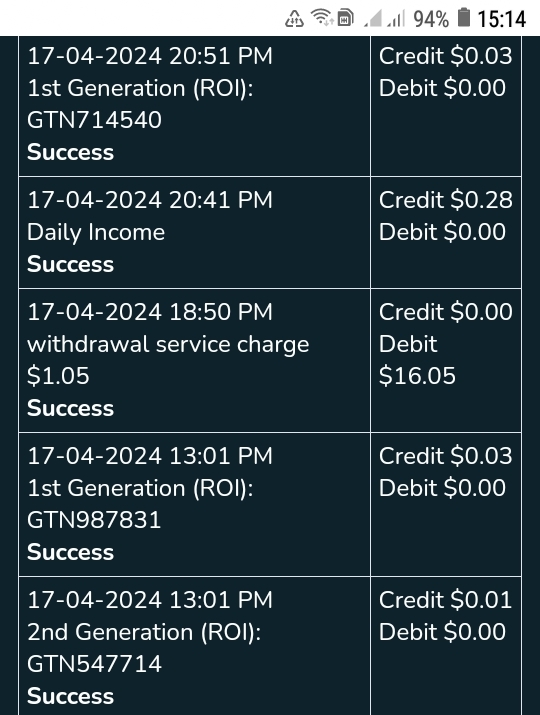 94% 15:14
17-04-2024 20:51 PM
1st Generation (ROI):
GTN714540
Success
Credit $0.03
Debit $0.00
17-04-2024 20:41 PM
Daily Income
Success
Credit $0.28
Debit $0.00
17-04-2024 18:50 PM
withdrawal service charge
$1.05
Success
Credit $0.00
Debit
$16.05
17-04-2024 13:01 PM
1st Generation (ROI):
GTN987831
Success
Credit $0.03
Debit $0.00
17-04-2024 13:01 PM
2nd Generation (ROI):
GTN547714
Success
Credit $0.01
Debit $0.00